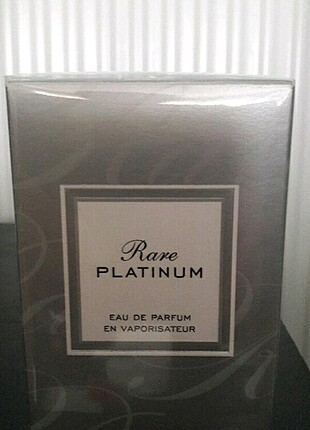 Rare
PLATINUM
EAU DE PARFUM
EN VAPORISATEUR